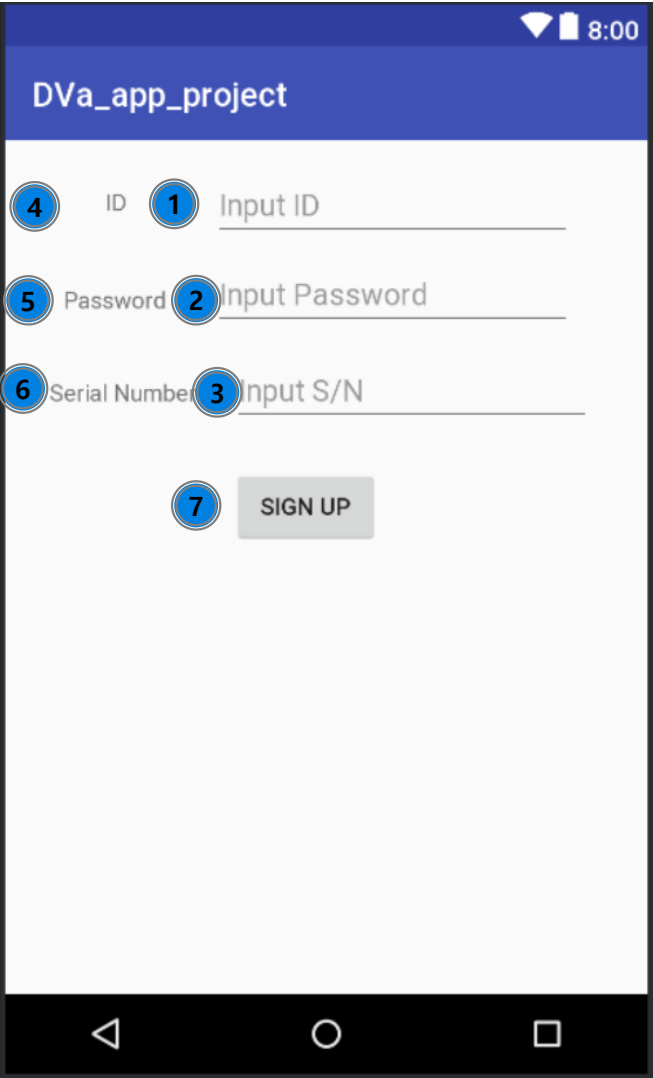 8:00
DVa_app_project
4 ID 1 Input ID
5 Password 2 Input Password
6 Serial Number 3 Input S/N
7 SIGN UP